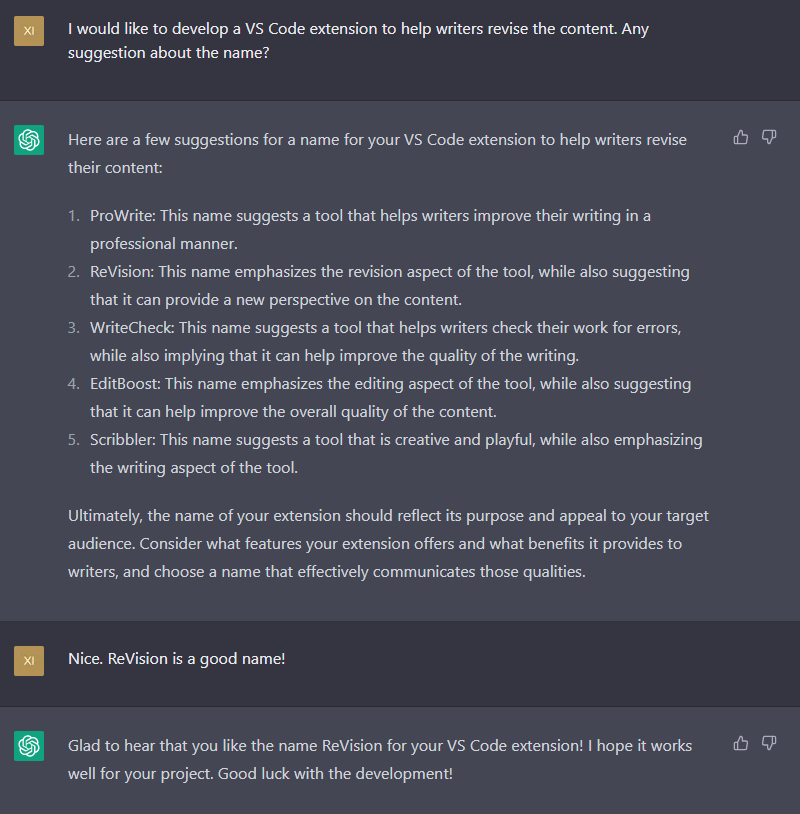 XI
I would like to develop a VS Code extension to help writers revise the content. Any
suggestion about the name?
Here are a few suggestions for a name for your VS Code extension to help writers revise
their content:
1. ProWrite: This name suggests a tool that helps writers improve their writing in a
professional manner.
2. ReVision: This name emphasizes the revision aspect of the tool, while also suggesting
that it can provide a new perspective on the content.
3. WriteCheck: This name suggests a tool that helps writers check their work for errors,
while also implying that it can help improve the quality of the writing.
4. EditBoost: This name emphasizes the editing aspect of the tool, while also suggesting
that it can help improve the overall quality of the content.
5. Scribbler: This name suggests a tool that is creative and playful, while also emphasizing
the writing aspect of the tool.
Ultimately, the name of your extension should reflect its purpose and appeal to your target
audience. Consider what features your extension offers and what benefits it provides to
writers, and choose a name that effectively communicates those qualities.
XI
Nice. ReVision is a good name!
Glad to hear that you like the name ReVision for your VS Code extension! I hope it works
well for your project. Good luck with the development!